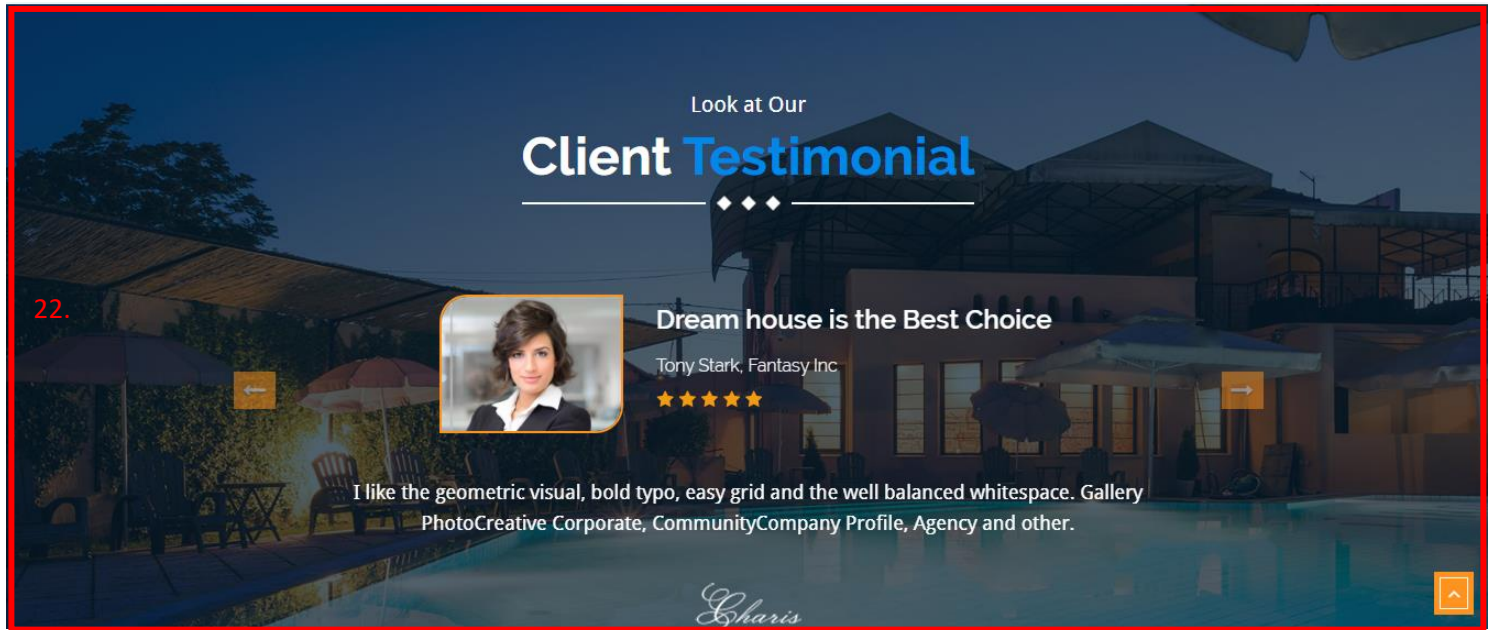 Look at Our
Client Testimonial
22.
Dream house is the Best Choice
Tony Stark, Fantasy Inc
I like the geometric visual, bold typo, easy grid and the well balanced whitespace. Gallery
PhotoCreative Corporate, CommunityCompany Profile, Agency and other.
Charis